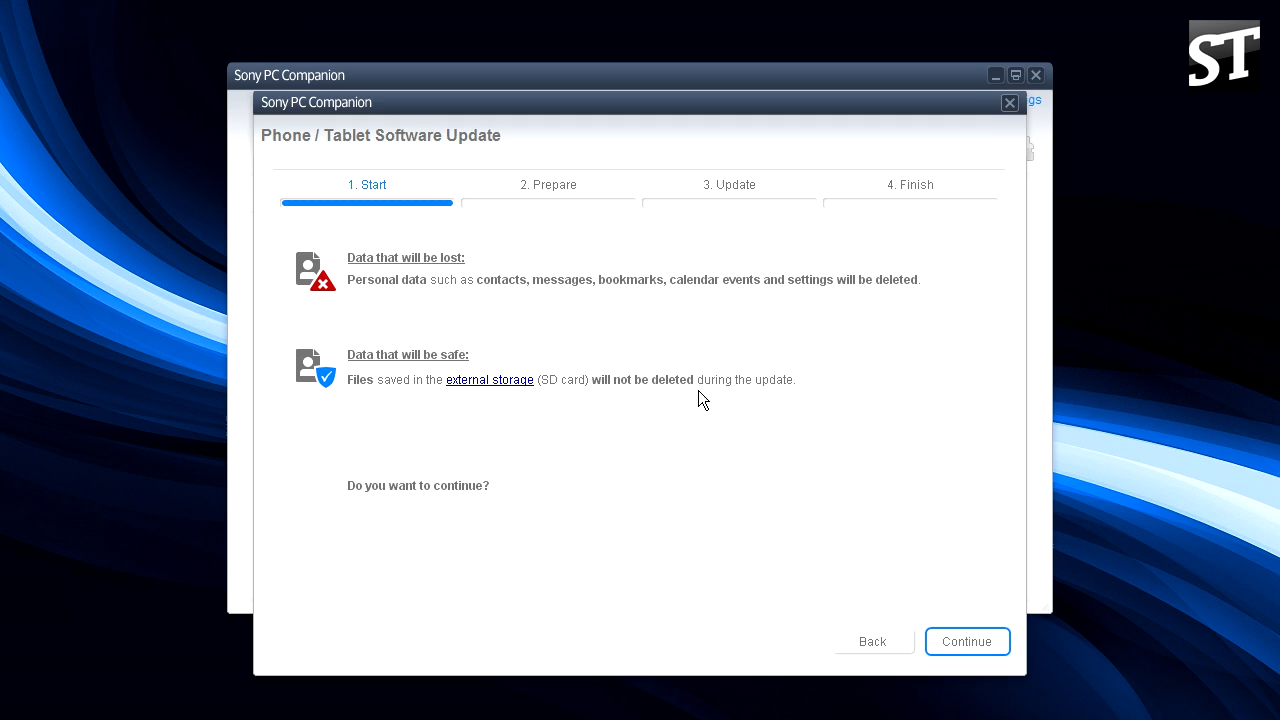 ST
Sony PC Companion
Sony PC Companion
gs
Phone / Tablet Software Update
1. Start
2. Prepare
3. Update
4. Finish
Data that will be lost:
Personal data such as contacts, messages, bookmarks, calendar events and settings will be deleted.
Data that will be safe:
Files saved in the external storage (SD card) will not be deleted during the update.
Do you want to continue?
Back
Continue